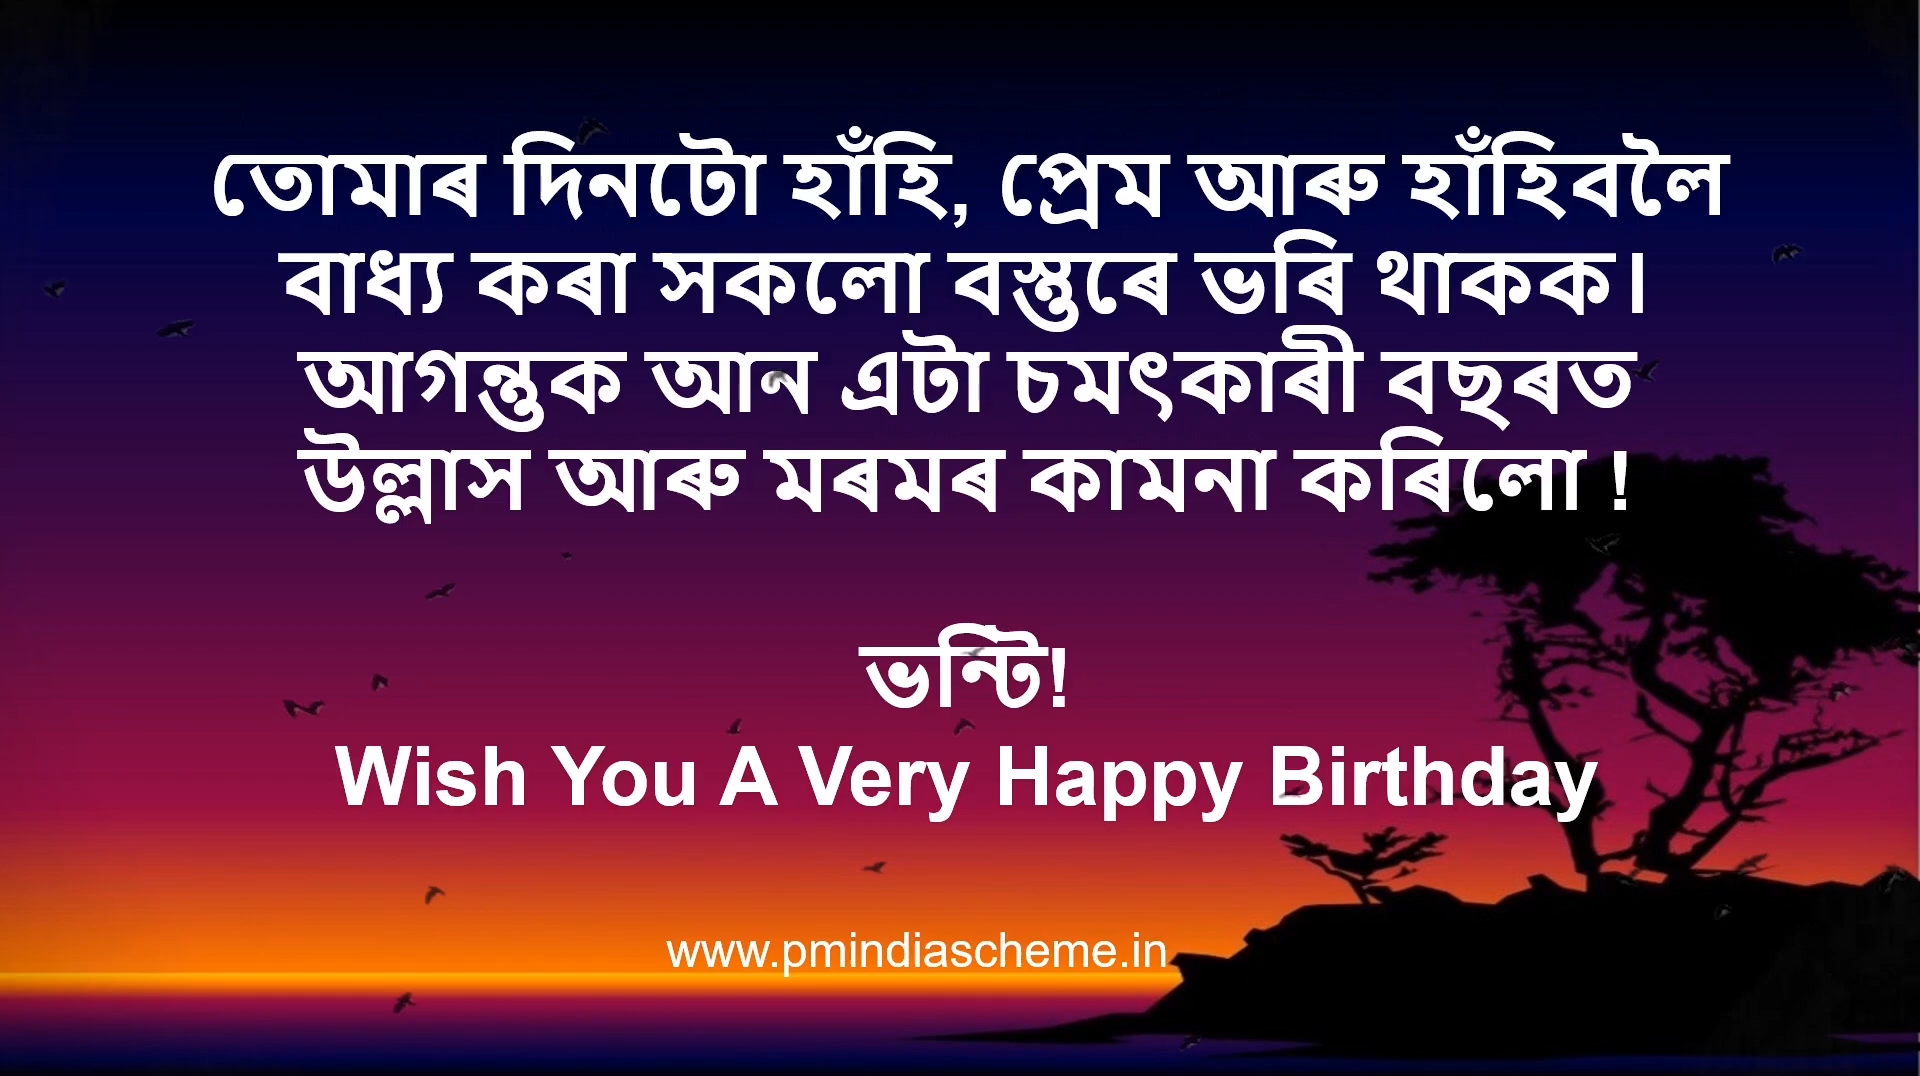 তোমাৰ দিনটো হাঁহি, প্ৰেম আৰু হাঁহিবলৈ
বাধ্য কৰা সকলো বস্তুৰে ভৰি থাকক।
আগন্তুক আন এটা চমৎকাৰী বছৰত
উল্লাস আৰু মৰমৰ কামনা কৰিলো !
ভন্টি!
Wish You A Very Happy Birthday
www.pmindiascheme.in